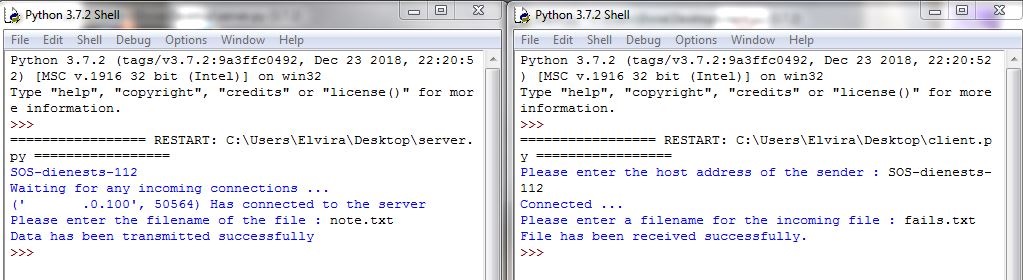 Python 3.7.2 Shell
File Edit Shell Debug Options Window Help
Python 3.7.2 (tags/v3.7.2:9a3ffc0492, Dec 23 2018, 22:20:5
2) [MSC v.1916 32 bit (Intel)] on win32
Type "help", "copyright", "credits" or "license()" for mor
e information.
>>>
================ RESTART: C:\Users\Elvira\Desktop\server.
py =================
SOS-dienests-112
Waiting for any incoming connections ...
('      .0.100', 50564) Has connected to the server
Please enter the filename of the file : note.txt
Data has been transmitted successfully
>>>
Python 3.7.2 Shell
File Edit Shell Debug Options Window Help
Python 3.7.2 (tags/v3.7.2:9a3ffc0492, Dec 23 2018, 22:20:52
) [MSC v.1916 32 bit (Intel)] on win32
Type "help", "copyright", "credits" or "license()" for more
information.
>>>
================ RESTART: C:\Users\Elvira\Desktop\client.p
y =================
Please enter the host address of the sender : SOS-dienests-
112
Connected ...
Please enter a filename for the incoming file : fails.txt
File has been received successfully.
>>>